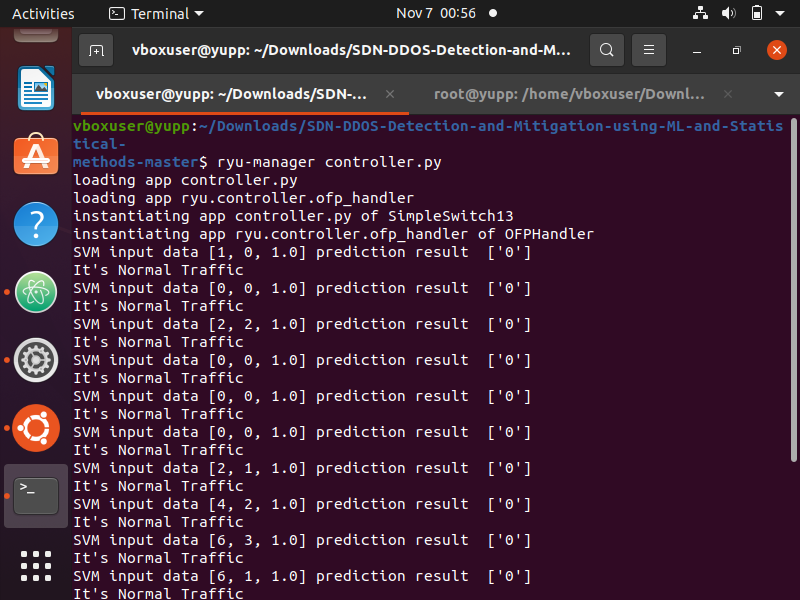 Activities
Terminal
Nov 7 00:56
vboxuser@yupp: ~/Downloads/SDN-DDOS-Detection-and-M...
vboxuser@yupp: ~/Downloads/SDN-...
root@yupp: /home/vboxuser/Downl...
vboxuser@yupp:~/Downloads/SDN-DDOS-Detection-and-Mitigation-using-ML-and-Statis
tical-
methods-master$ ryu-manager controller.py
loading app controller.py
loading app ryu.controller.ofp_handler
instantiating app controller.py of SimpleSwitch13
instantiating app ryu.controller.ofp_handler of OFPHandler
SVM input data [1, 0, 1.0] prediction result  ['0']
It's Normal Traffic
SVM input data [0, 0, 1.0] prediction result  ['0']
It's Normal Traffic
SVM input data [2, 2, 1.0] prediction result  ['0']
It's Normal Traffic
SVM input data [0, 0, 1.0] prediction result  ['0']
It's Normal Traffic
SVM input data [0, 0, 1.0] prediction result  ['0']
It's Normal Traffic
SVM input data [0, 0, 1.0] prediction result  ['0']
It's Normal Traffic
SVM input data [2, 1, 1.0] prediction result  ['0']
It's Normal Traffic
SVM input data [4, 2, 1.0] prediction result  ['0']
It's Normal Traffic
SVM input data [6, 3, 1.0] prediction result  ['0']
It's Normal Traffic
SVM input data [6, 1, 1.0] prediction result  ['0']
It's Normal Traffic